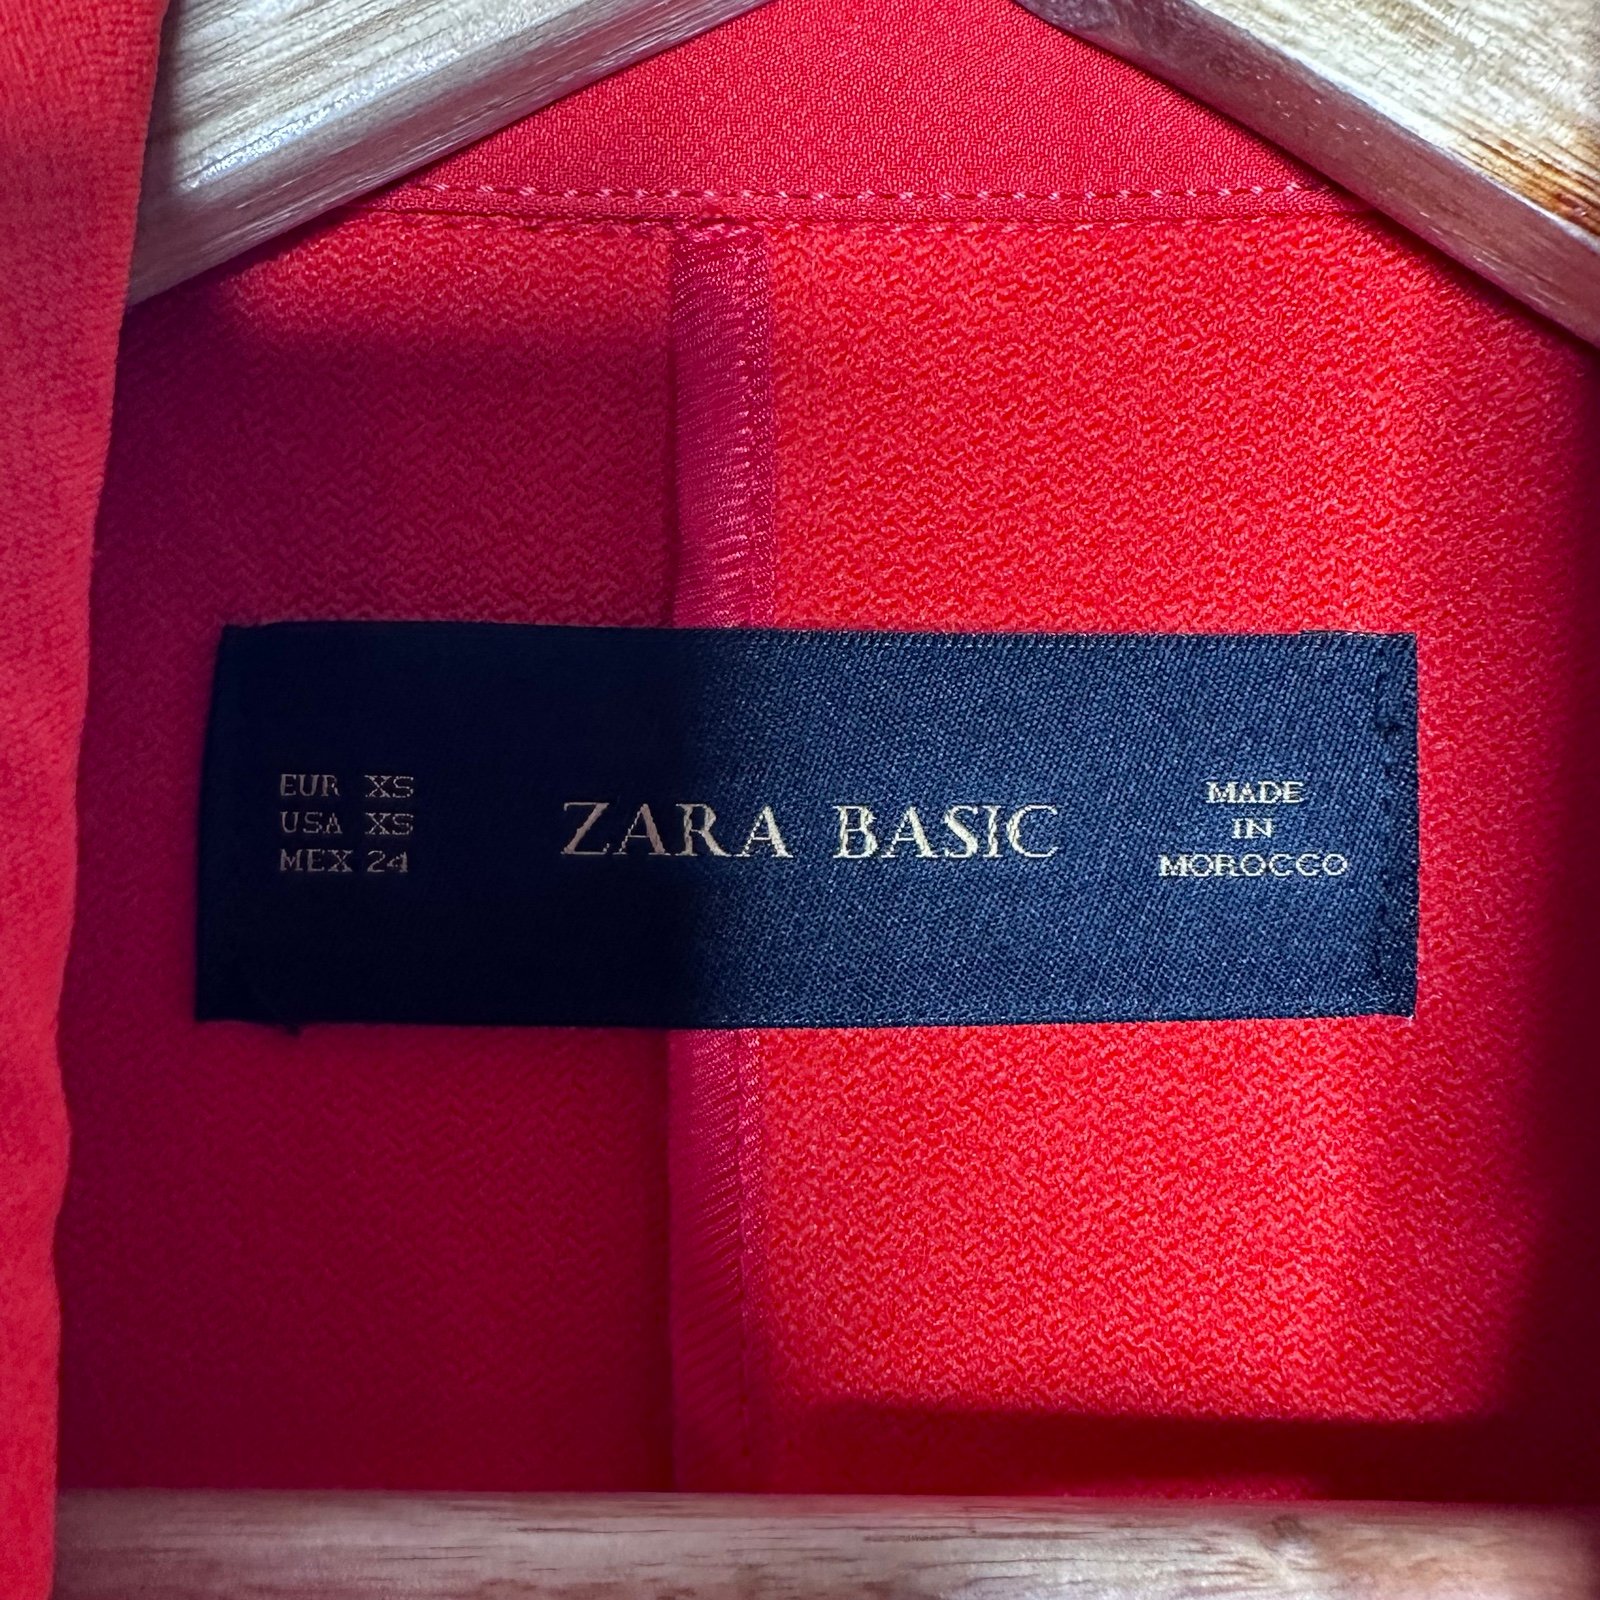 EUR XS
USA XS
MEX 24
ZARA BASIC
MADE
IN
MOROCCO